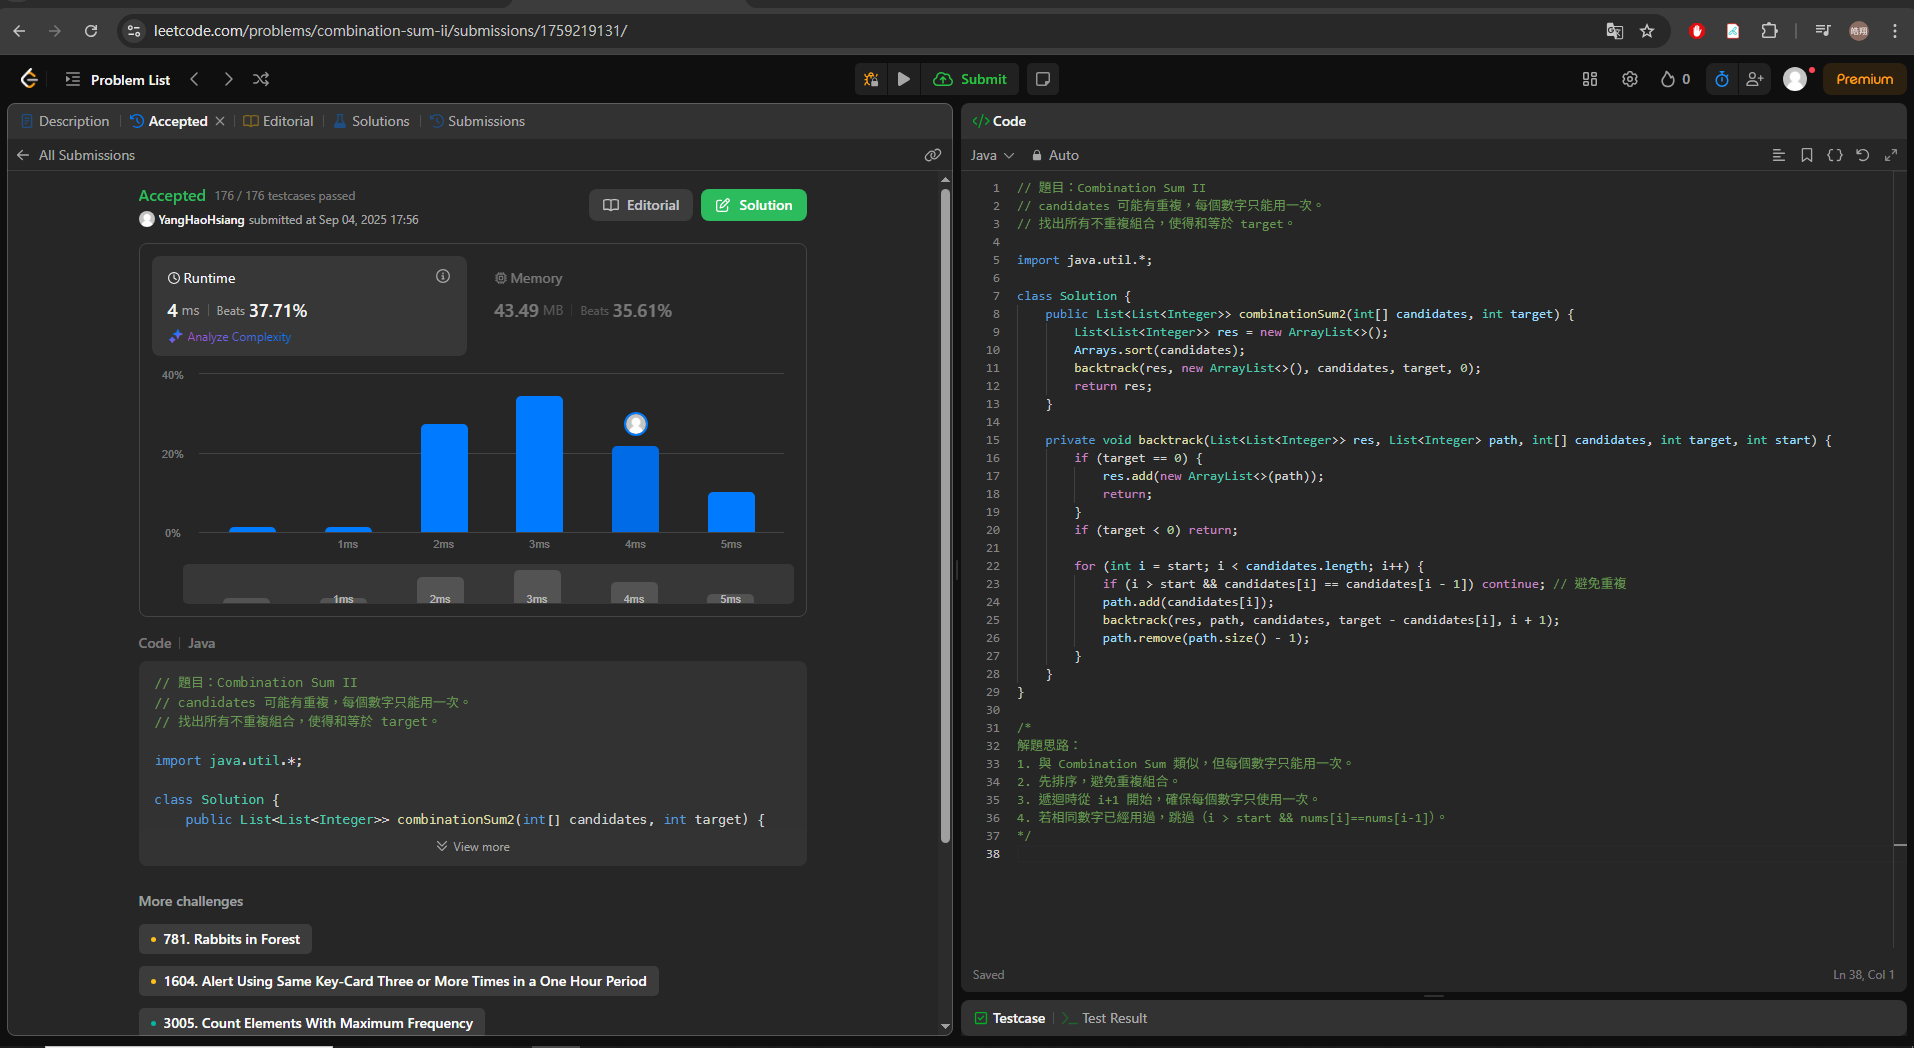 leetcode.com/problems/combination-sum-ii/submissions/1759219131/
皓翔
Problem List
Submit
0
Premium
Description
Accepted
Editorial
Solutions
Submissions
All Submissions
Accepted 176 / 176 testcases passed
YangHaoHsiang submitted at Sep 04, 2025 17:56
Editorial
Solution
Runtime
4 ms Beats 37.71%
Analyze Complexity
Memory
43.49 MB Beats 35.61%
40%
20%
0%
1ms 2ms 3ms 4ms 5ms
1ms 2ms 3ms 4ms 5ms
Code Java
// 題目：Combination Sum II
// candidates 可能有重複，每個數字只能用一次。
// 找出所有不重複組合，使得和等於 target。
import java.util.*;
class Solution {
public List<List<Integer>> combinationSum2(int[] candidates, int target) {
View more
More challenges
781. Rabbits in Forest
1604. Alert Using Same Key-Card Three or More Times in a One Hour Period
3005. Count Elements With Maximum Frequency
</> Code
Java Auto
1 // 題目：Combination Sum II
2 // candidates 可能有重複，每個數字只能用一次。
3 // 找出所有不重複組合，使得和等於 target。
4
5 import java.util.*;
6
7 class Solution {
8 public List<List<Integer>> combinationSum2(int[] candidates, int target) {
9 List<List<Integer>> res = new ArrayList<>();
10 Arrays.sort(candidates);
11 backtrack(res, new ArrayList<>(), candidates, target, 0);
12 return res;
13 }
14
15 private void backtrack(List<List<Integer>> res, List<Integer> path, int[] candidates, int target, int start) {
16 if (target == 0) {
17 res.add(new ArrayList<>(path));
18 return;
19 }
20 if (target < 0) return;
21
22 for (int i = start; i < candidates.length; i++) {
23 if (i > start && candidates[i] == candidates[i - 1]) continue; // 避免重複
24 path.add(candidates[i]);
25 backtrack(res, path, candidates, target - candidates[i], i + 1);
26 path.remove(path.size() - 1);
27 }
28 }
29 }
30
31 /*
32 解題思路：
33 1. 與 Combination Sum 類似，但每個數字只能用一次。
34 2. 先排序，避免重複組合。
35 3. 遞迴時從 i+1 開始，確保每個數字只使用一次。
36 4. 若相同數字已經用過，跳過（i > start && nums[i]==nums[i-1]）。
37 */
38
Saved
Ln 38, Col 1
Testcase
Test Result